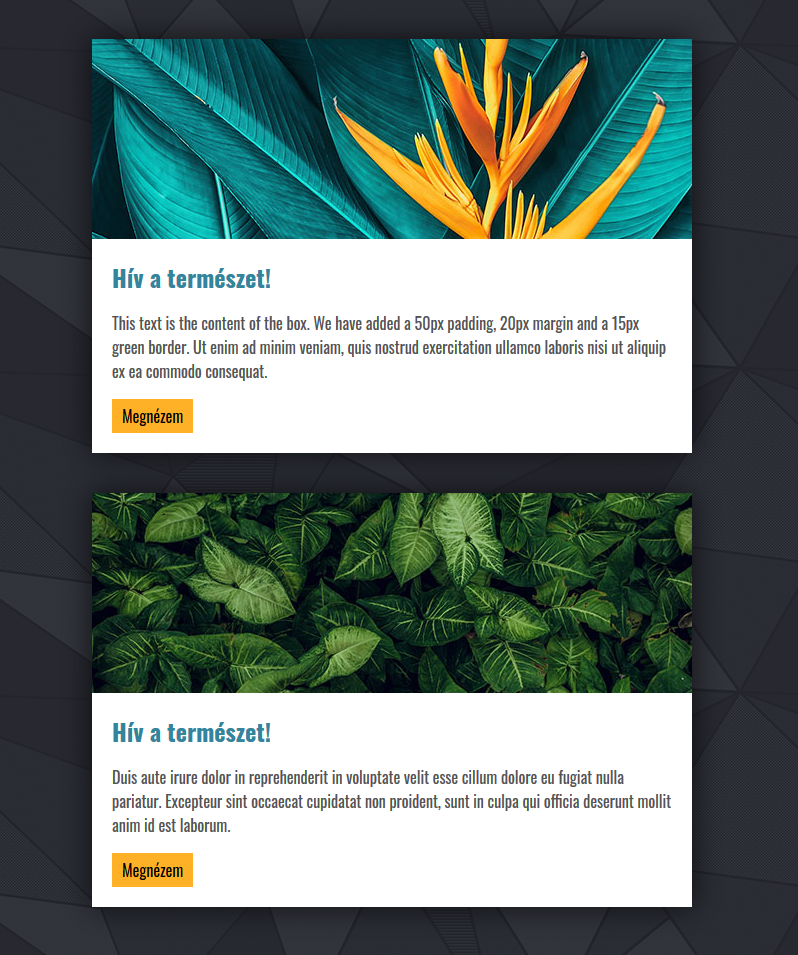 Hív a természet!
This text is the content of the box. We have added a 50px padding, 20px margin and a 15px
green border. Ut enim ad minim veniam, quis nostrud exercitation ullamco laboris nisi ut aliquip
ex ea commodo consequat.
Megnézem
Hív a természet!
Duis aute irure dolor in reprehenderit in voluptate velit esse cillum dolore eu fugiat nulla
pariatur. Excepteur sint occaecat cupidatat non proident, sunt in culpa qui officia deserunt mollit
anim id est laborum.
Megnézem